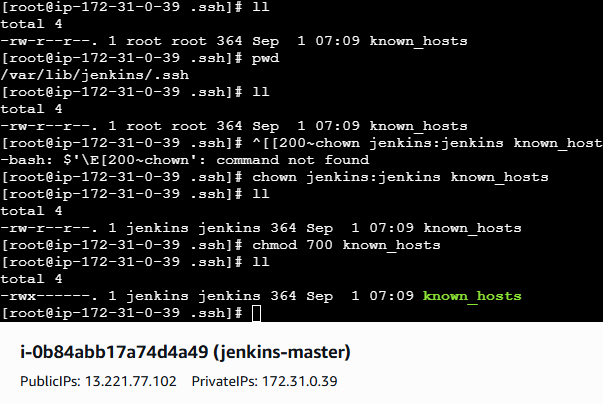 [root@ip-172-31-0-39 .ssh]# ll
total 4
-rw-r--r--. 1 root root 364 Sep  1 07:09 known_hosts
[root@ip-172-31-0-39 .ssh]# pwd
/var/lib/jenkins/.ssh
[root@ip-172-31-0-39 .ssh]# ll
total 4
-rw-r--r--. 1 root root 364 Sep  1 07:09 known_hosts
[root@ip-172-31-0-39 .ssh]# ^[[200~chown jenkins:jenkins known_host
-bash: $'\E[200~chown': command not found
[root@ip-172-31-0-39 .ssh]# chown jenkins:jenkins known_hosts
[root@ip-172-31-0-39 .ssh]# ll
total 4
-rw-r--r--. 1 jenkins jenkins 364 Sep  1 07:09 known_hosts
[root@ip-172-31-0-39 .ssh]# chmod 700 known_hosts
[root@ip-172-31-0-39 .ssh]# ll
total 4
-rwx------. 1 jenkins jenkins 364 Sep  1 07:09 known_hosts
[root@ip-172-31-0-39 .ssh]#
i-0b84abb17a74d4a49 (jenkins-master)
PublicIPs: 13.221.77.102    PrivateIPs: 172.31.0.39